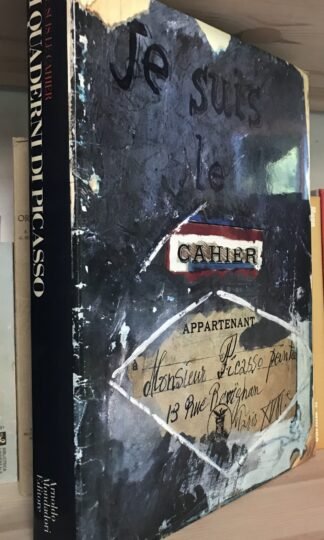 JE SUIS LE CAHIER
I QUADERNI DI PICASSO
Arnoldo
Mondadori
Editore
Je suis
le
CAHIER
APPARTENANT
à
Monsieur Picasso peintre
13 Rue Ravignan
Paris XVIII